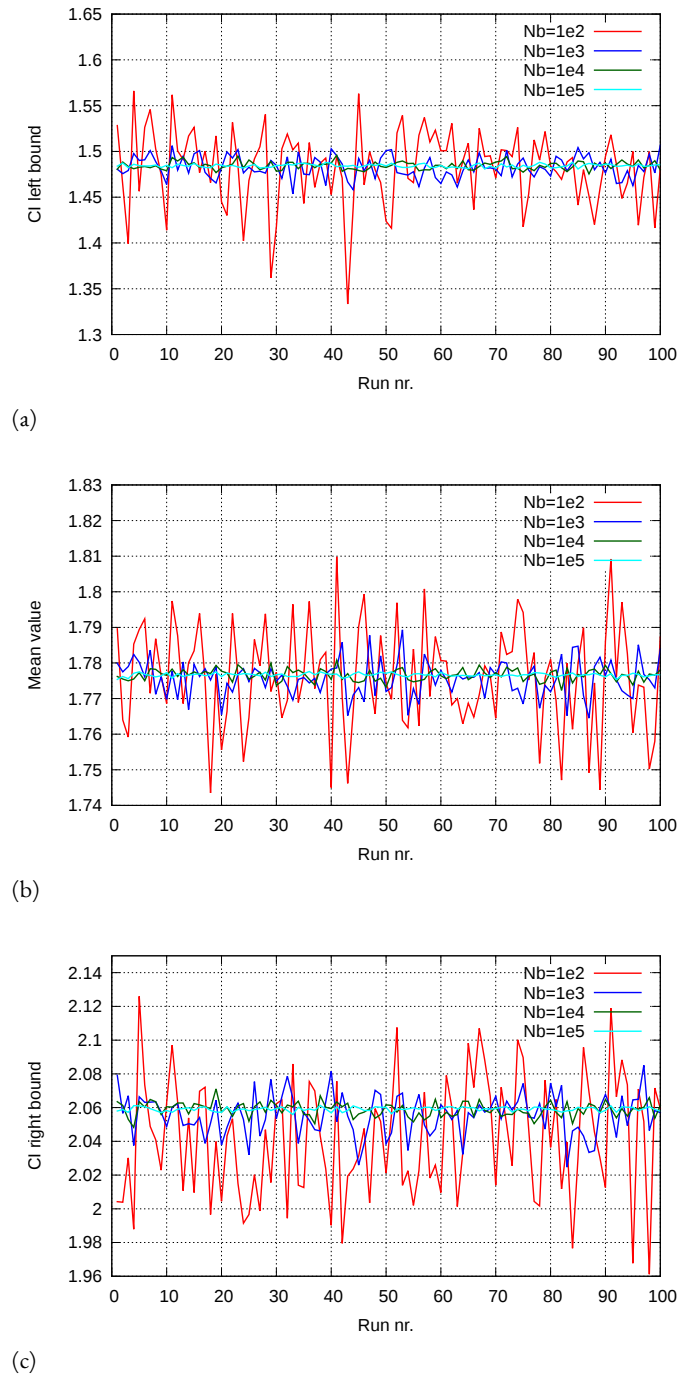 1.65
1.6
1.55
1.5
1.45
1.4
1.35
1.3
0 10 20 30 40 50 60 70 80 90 100
CI left bound
Run nr.
Nb=1e2
Nb=1e3
Nb=1e4
Nb=1e5
(a)
1.83
1.82
1.81
1.8
1.79
1.78
1.77
1.76
1.75
1.74
0 10 20 30 40 50 60 70 80 90 100
Mean value
Run nr.
Nb=1e2
Nb=1e3
Nb=1e4
Nb=1e5
(b)
2.14
2.12
2.1
2.08
2.06
2.04
2.02
2
1.98
1.96
0 10 20 30 40 50 60 70 80 90 100
CI right bound
Run nr.
Nb=1e2
Nb=1e3
Nb=1e4
Nb=1e5
(c)